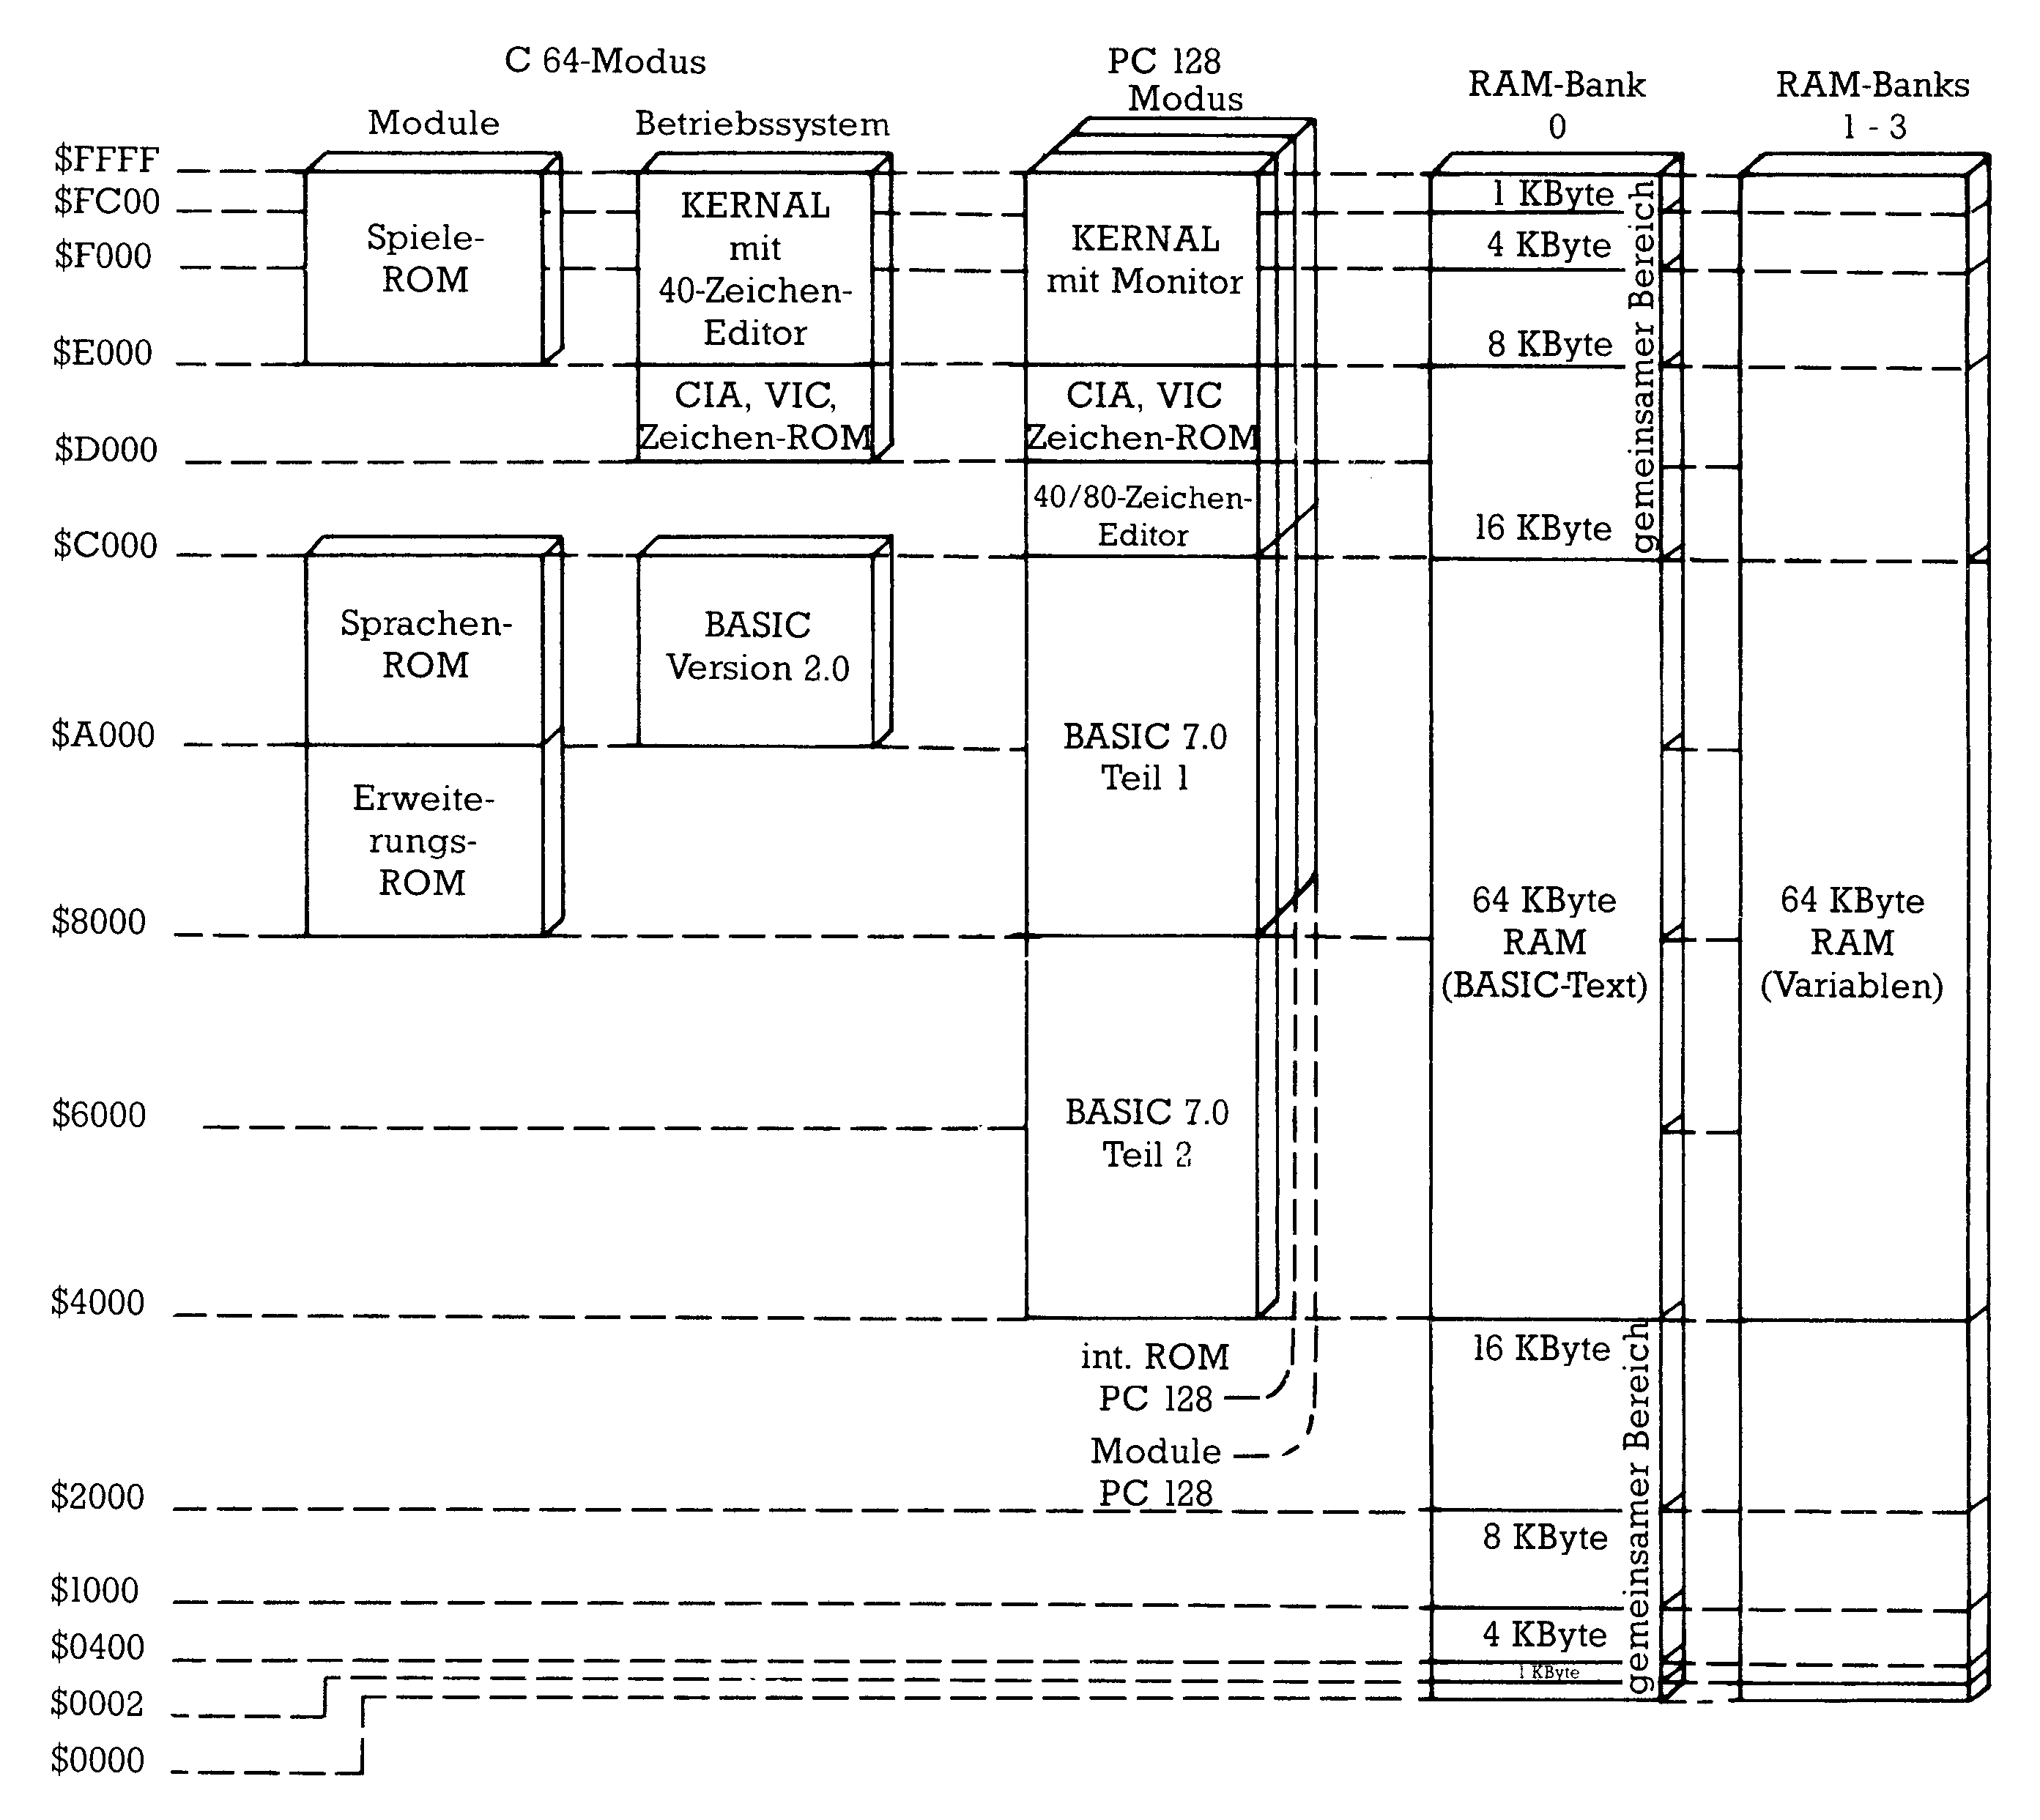 C 64-Modus
PC 128
Modus
RAM-Bank
0
RAM-Banks
1 - 3
Module
Betriebssystem
$FFFF
$FC00
$F000
$E000
$D000
$C000
$A000
$8000
$6000
$4000
$2000
$1000
$0400
$0002
$0000
Spiele-
ROM
Sprachen-
ROM
Erweite-
rungs-
ROM
KERNAL
mit
40-Zeichen-
Editor
CIA, VIC,
Zeichen-ROM
BASIC
Version 2.0
KERNAL
mit Monitor
CIA, VIC
Zeichen-ROM
40/80-Zeichen-
Editor
BASIC 7.0
Teil 1
BASIC 7.0
Teil 2
int. ROM
PC 128
Module
PC 128
1 KByte
4 KByte
8 KByte
16 KByte
gemeinsamer Bereich
64 KByte
RAM
(BASIC-Text)
16 KByte
8 KByte
4 KByte
1 KByte
gemeinsamer Bereich
64 KByte
RAM
(Variablen)